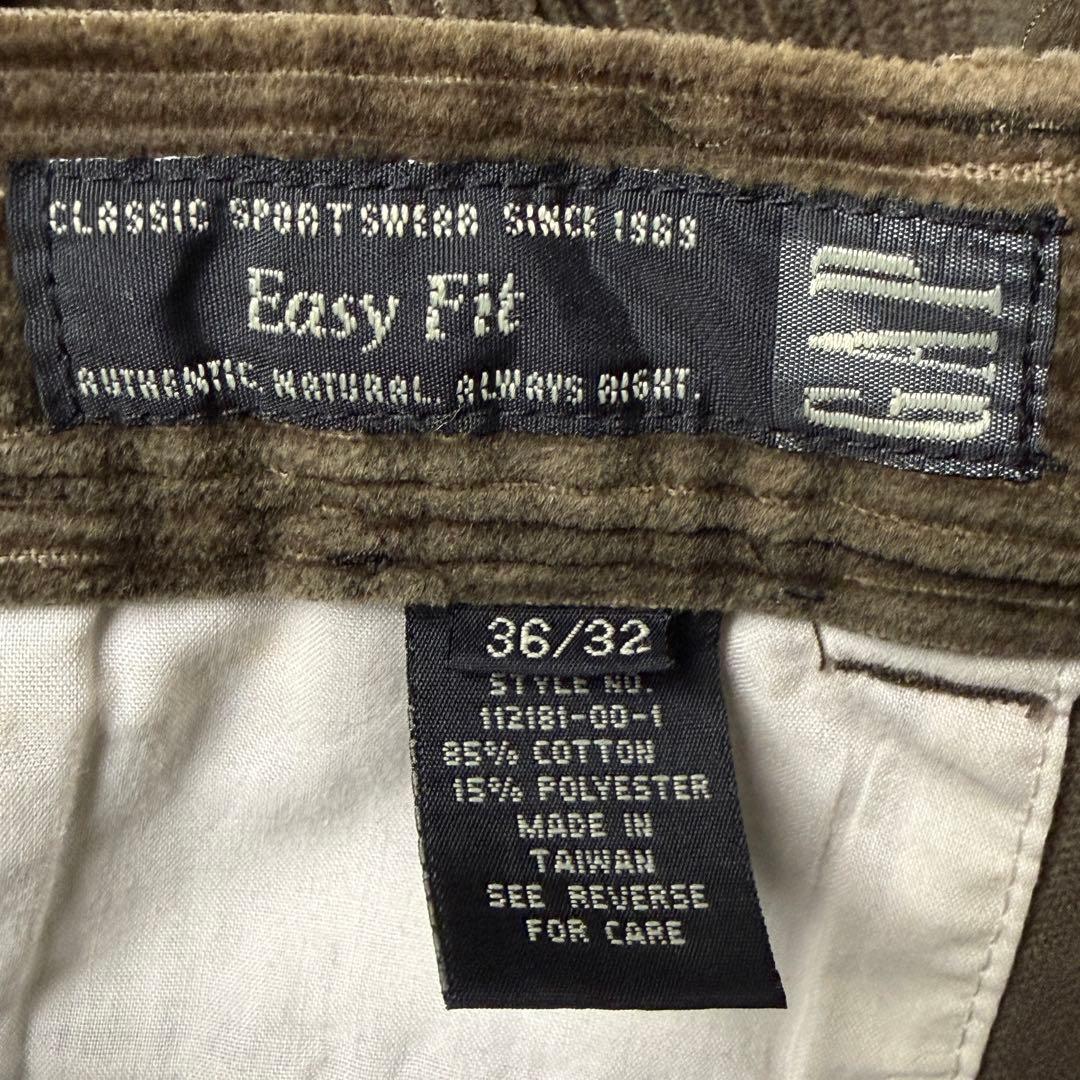 CLASSIC SPORTSWEAR SINCE 1969
Easy Fit
AUTHENTIC. NATURAL. ALWAYS RIGHT.
GAP
36/32
STYLE NO.
112181-00-1
85% COTTON
15% POLYESTER
MADE IN
TAIWAN
SEE REVERSE
FOR CARE